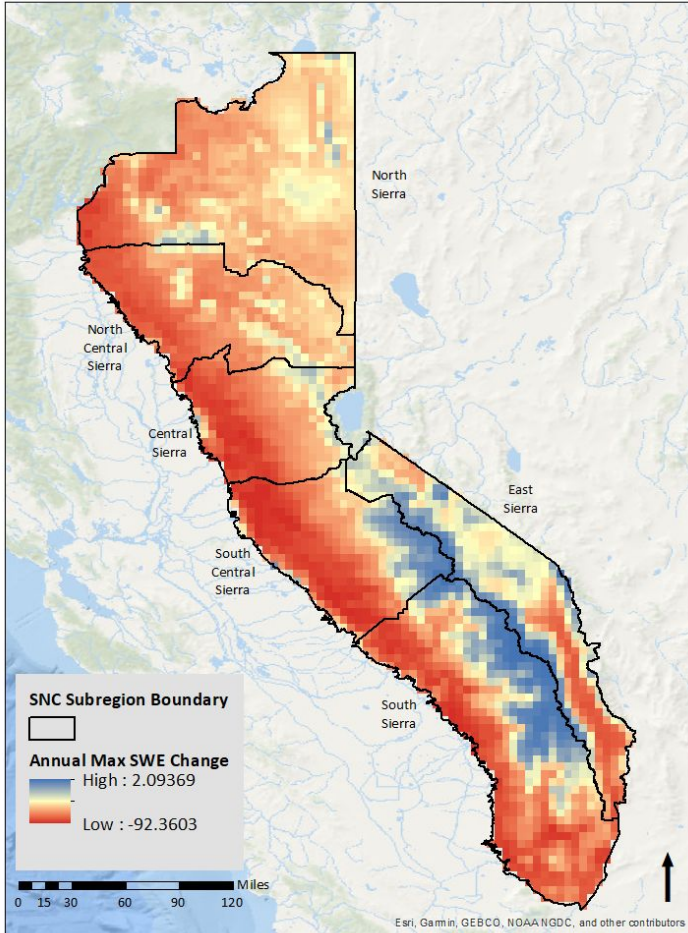 North
Sierra
North
Central
Sierra
Central
Sierra
East
Sierra
South
Central
Sierra
South
Sierra
SNC Subregion Boundary
Annual Max SWE Change
High : 2.09369
Low : -92.3603
Miles
0 15 30 60 90 120
Esri, Garmin, GEBCO, NOAA NGDC, and other contributors